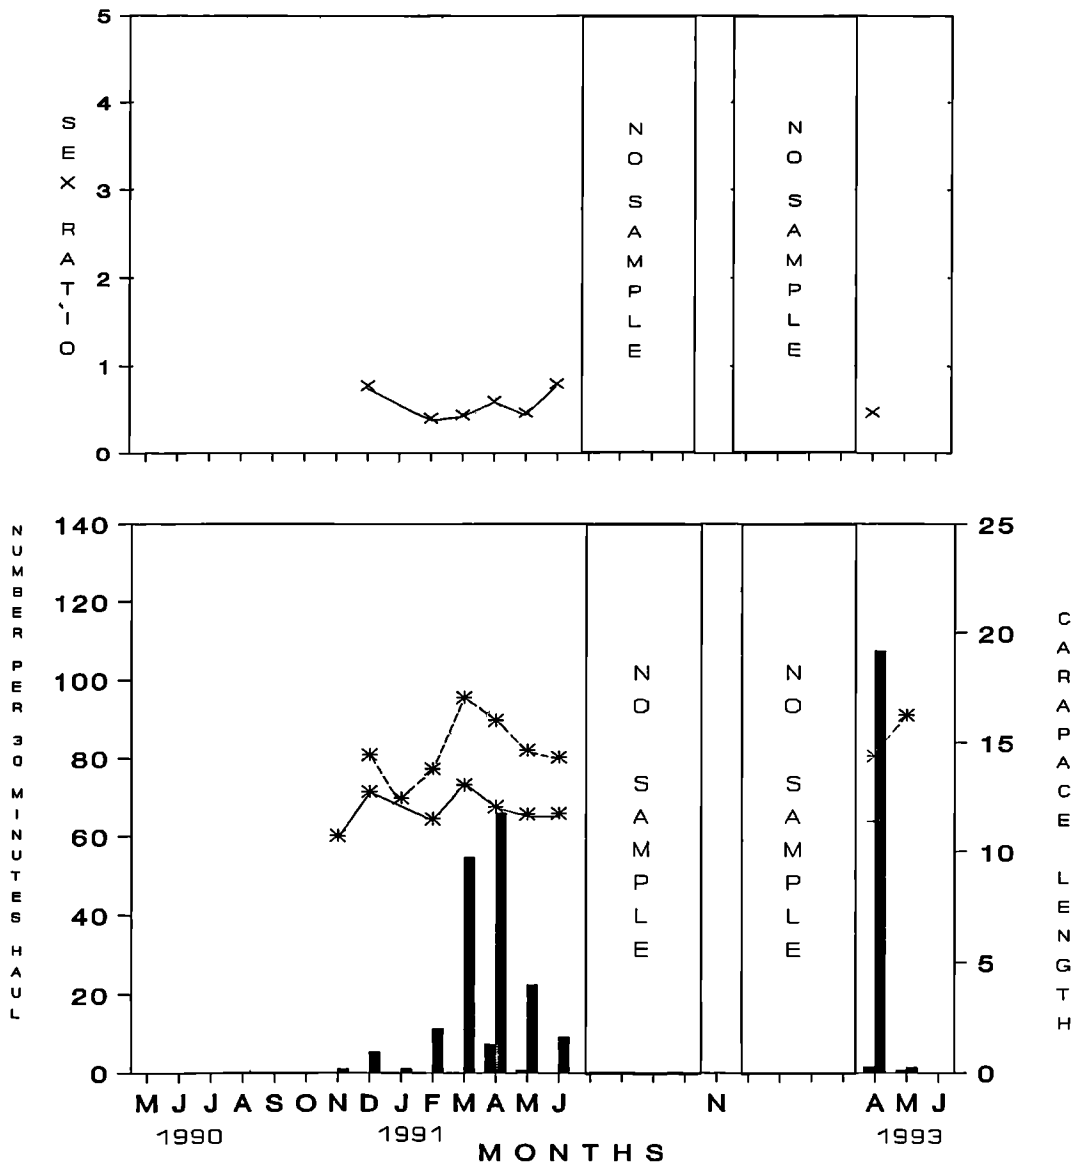 5
4
3
2
1
0
SEX RATIO
NO SAMPLE
NO SAMPLE
140
120
100
80
60
40
20
0
NUMBER PER 30 MINUTES HAUL
NO SAMPLE
NO SAMPLE
25
20
15
10
5
0
CARAPACE LENGTH
M J J A S O N D J F M A M J N A M J
1990 1991 1993
MONTHS